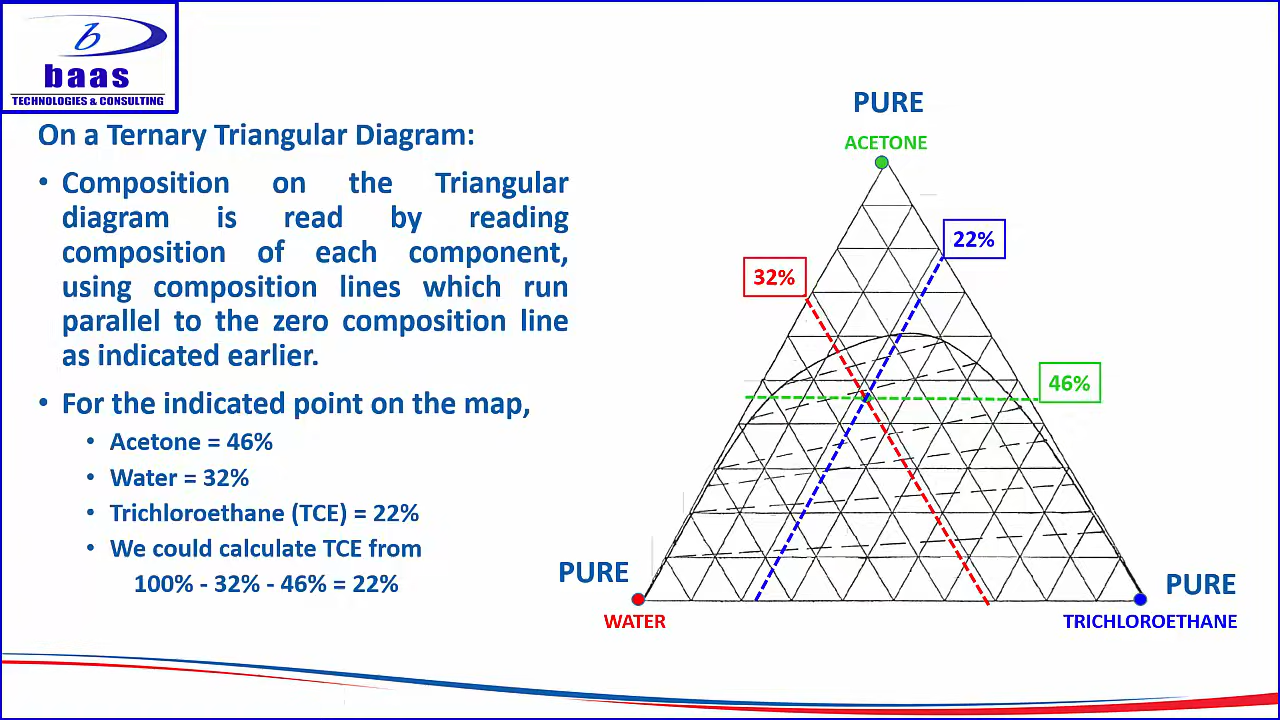 b
baas
TECHNOLOGIES & CONSULTING
On a Ternary Triangular Diagram:
• Composition on the Triangular
diagram is read by reading
composition of each component,
using composition lines which run
parallel to the zero composition line
as indicated earlier.
• For the indicated point on the map,
• Acetone = 46%
• Water = 32%
• Trichloroethane (TCE) = 22%
• We could calculate TCE from
100% - 32% - 46% = 22%
PURE
ACETONE
22%
32%
46%
PURE
WATER
PURE
TRICHLOROETHANE